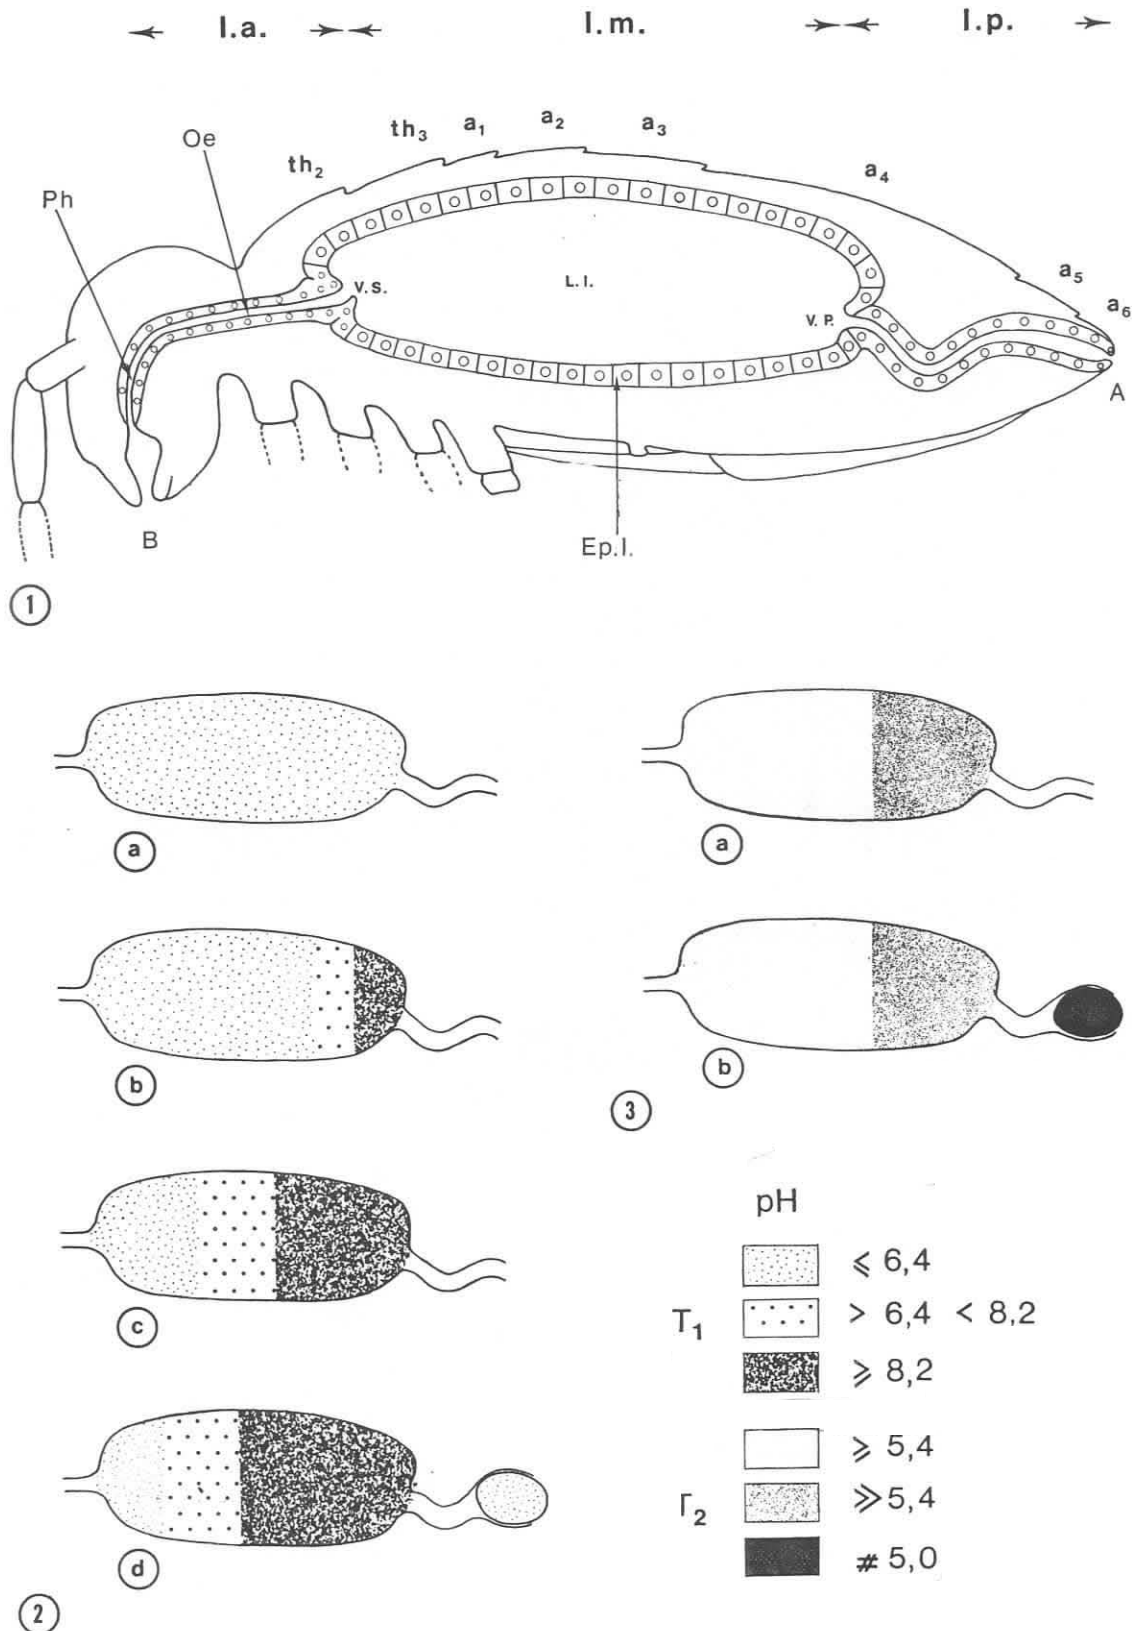 I.a. I.m. I.p.
th₃ a₁ a₂ a₃
Oe
th₂ a₄
Ph
V.S. L.I. a₅
V.P. a₆
A
B Ep.I.
1
a a
b b
3
c
pH
⩽ 6,4
T₁ > 6,4 < 8,2
⩾ 8,2
⩾ 5,4
Γ₂ ≫ 5,4
# 5,0
d
2